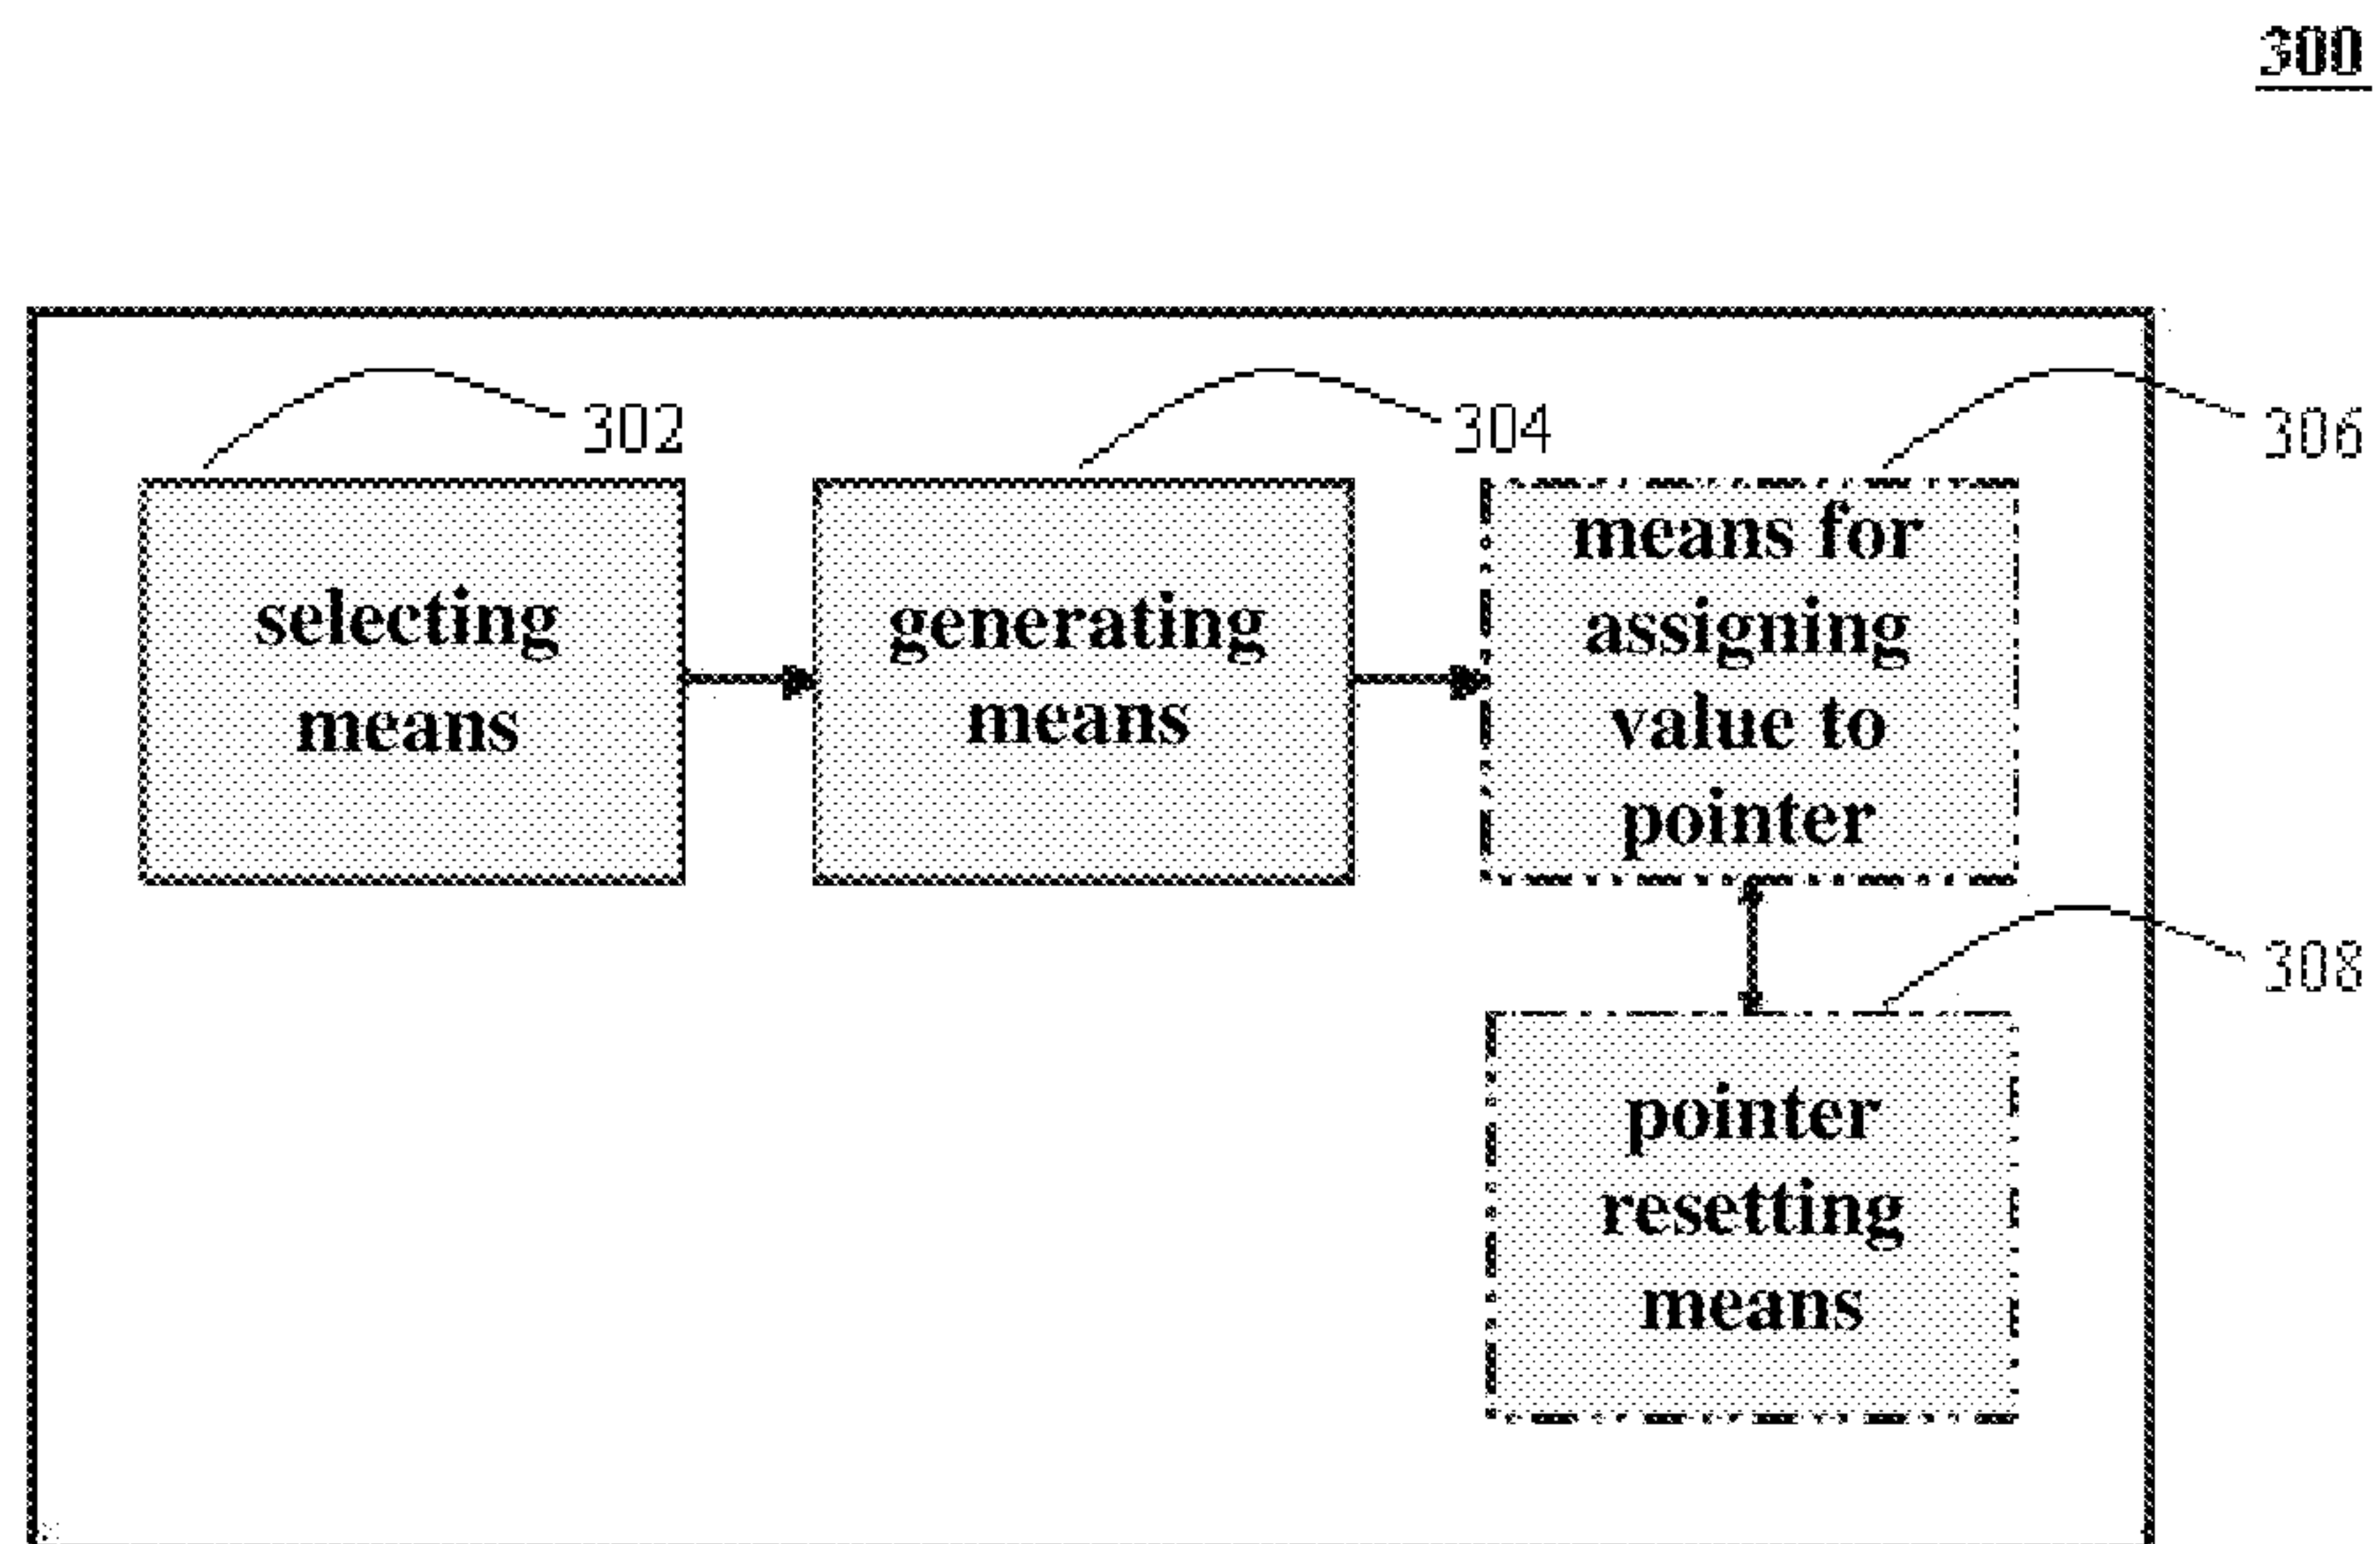 300
302
304
306
selecting
means
generating
means
means for
assigning
value to
pointer
308
pointer
resetting
means